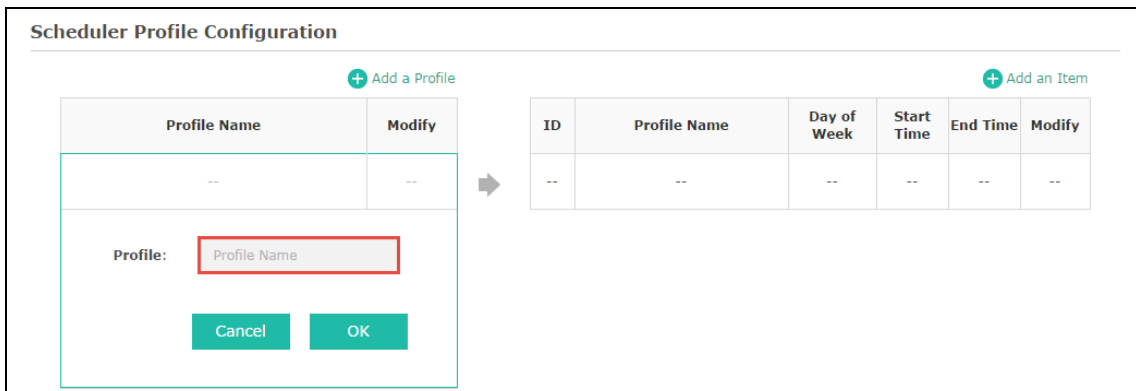 Scheduler Profile Configuration
Add a Profile
Profile Name Modify
-- --
Profile:
Profile Name
Cancel OK
Add an Item
ID Profile Name Day of Week Start Time End Time Modify
-- -- -- -- -- --